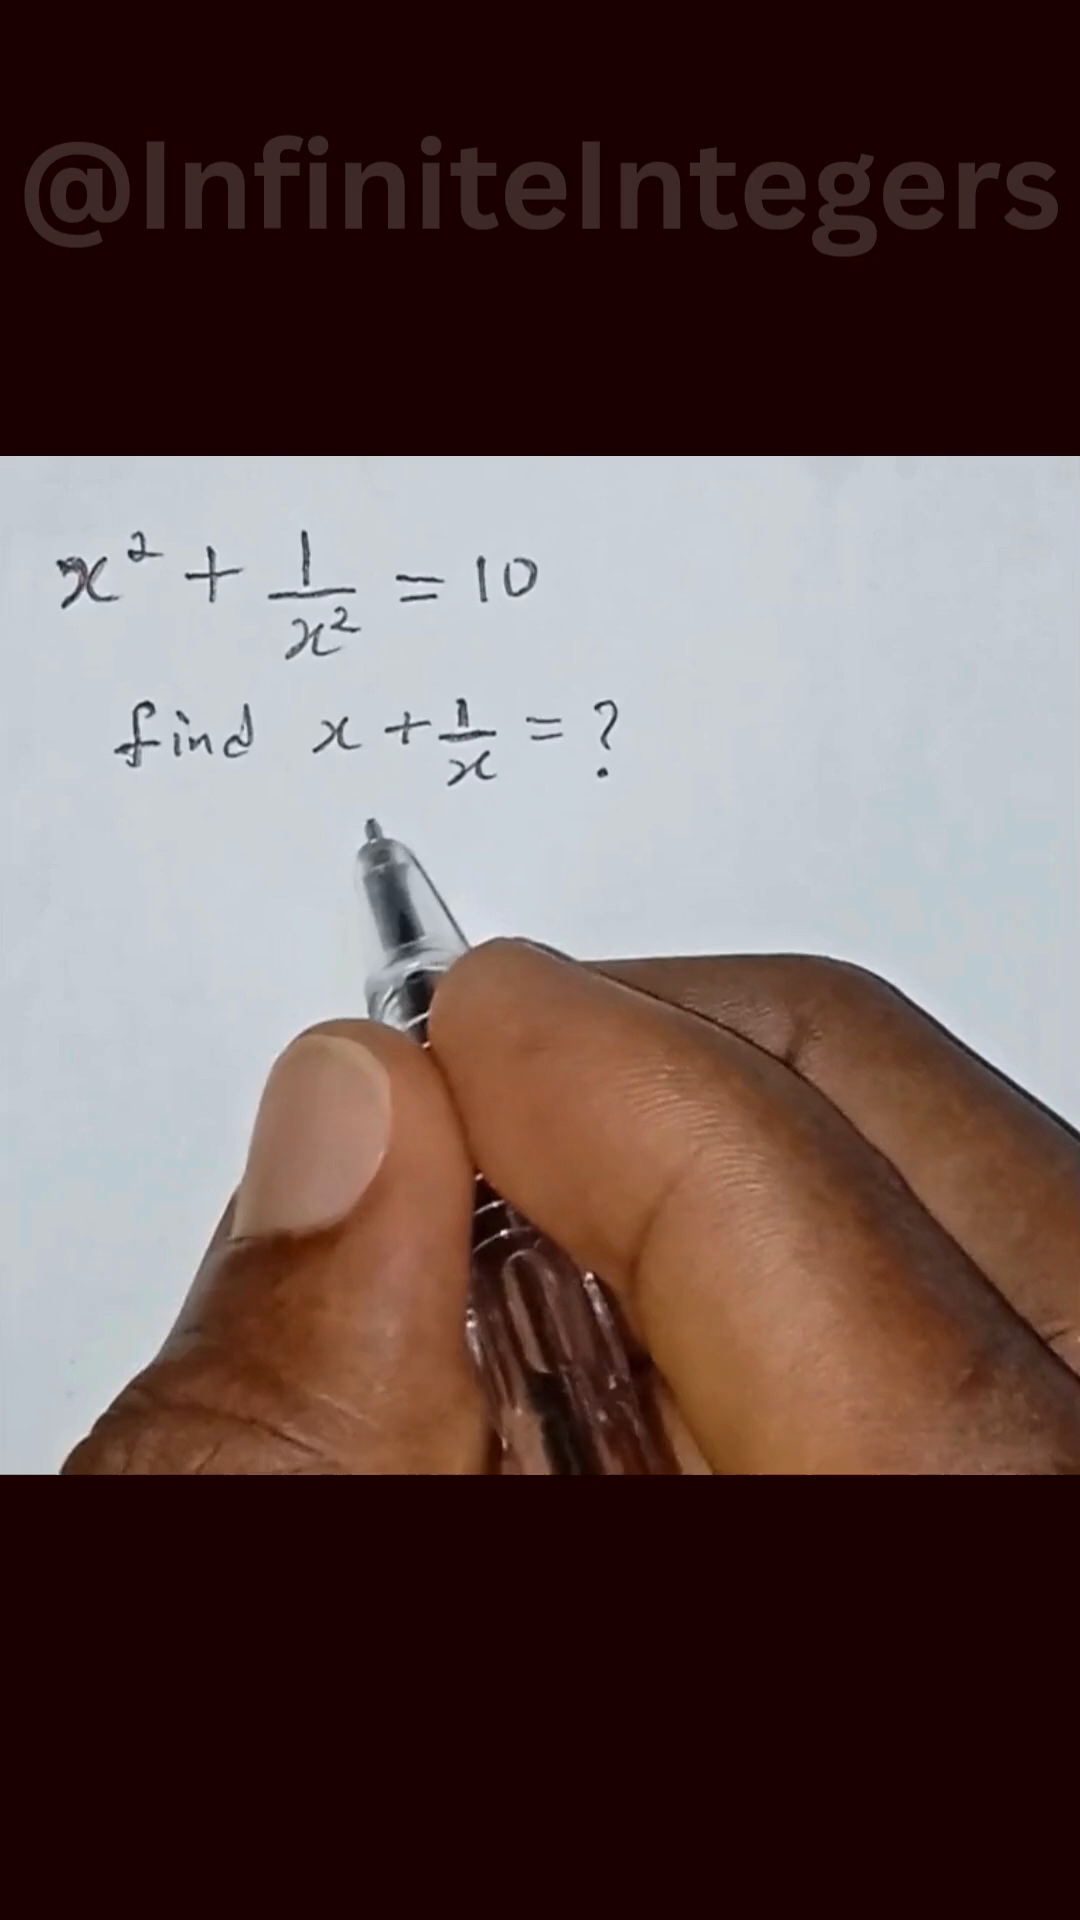 @InfiniteIntegers
x² + 1/x² = 10
find x + 1/x = ?